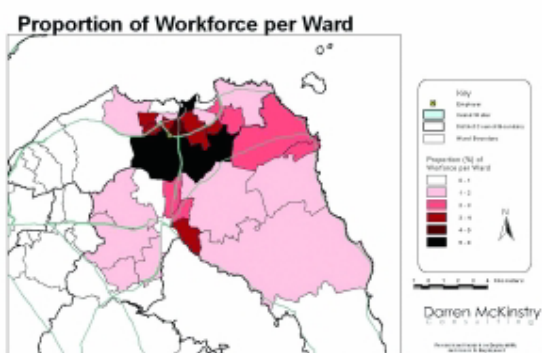 Proportion of Workforce per Ward
Key
Employer
District Council Boundary
Ward Boundary
Proportion (%) of
Workforce per Ward
0 - 1
1 - 2
2 - 3
3 - 4
4 - 5
5 - 6
N
Kilometers
Darren McKinstry
Consulting